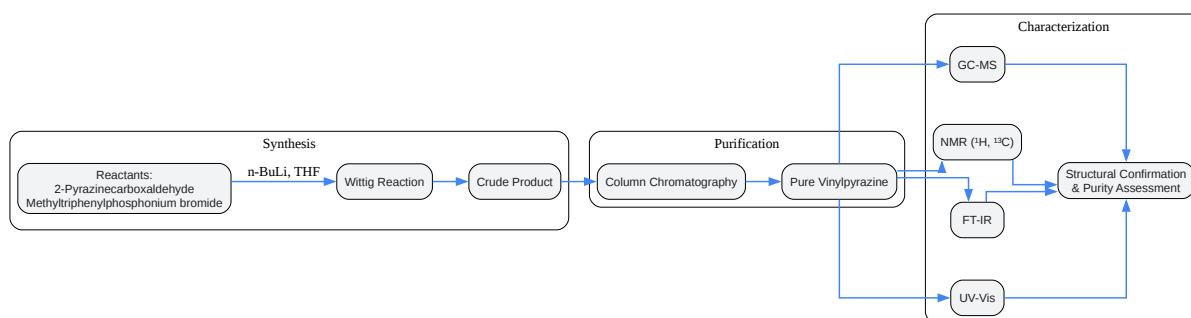 Synthesis
Reactants:
2-Pyrazinecarboxaldehyde
Methyltriphenylphosphonium bromide
n-BuLi, THF
Wittig Reaction
Crude Product
Purification
Column Chromatography
Pure Vinylpyrazine
Characterization
GC-MS
NMR (¹H, ¹³C)
FT-IR
UV-Vis
Structural Confirmation
& Purity Assessment